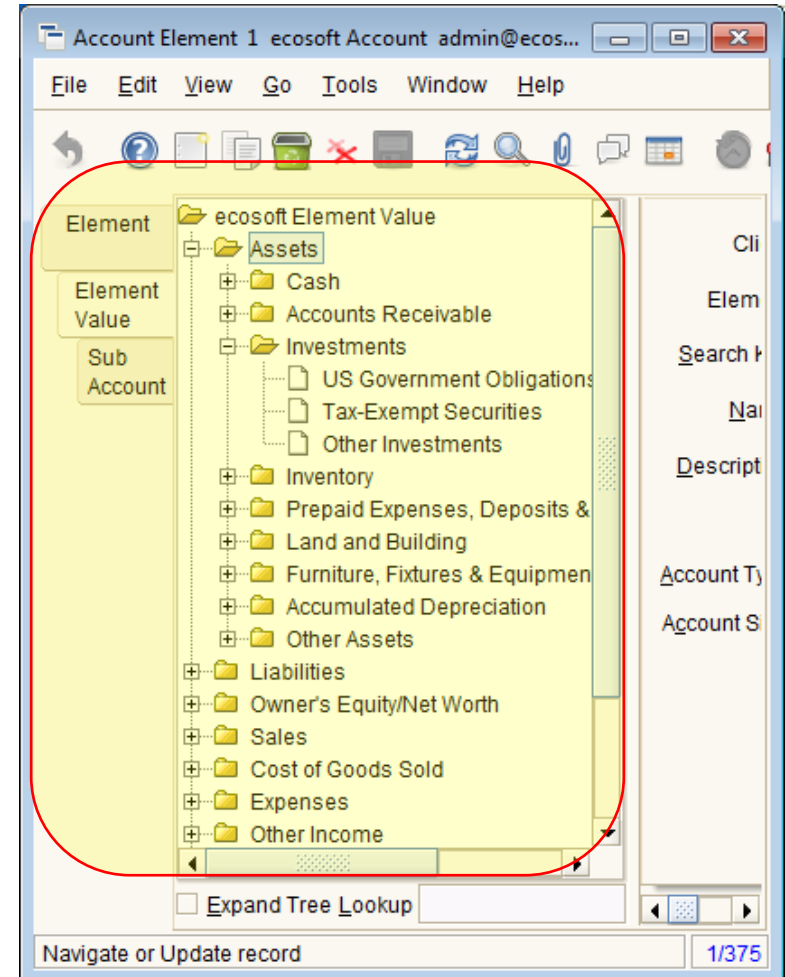 Account Element 1 ecosoft Account admin@ecos...
File Edit View Go Tools Window Help
Element
Element
Value
Sub
Account
ecosoft Element Value
Assets
Cash
Accounts Receivable
Investments
US Government Obligations
Tax-Exempt Securities
Other Investments
Inventory
Prepaid Expenses, Deposits &
Land and Building
Furniture, Fixtures & Equipmen
Accumulated Depreciation
Other Assets
Liabilities
Owner's Equity/Net Worth
Sales
Cost of Goods Sold
Expenses
Other Income
Cli
Elem
Search
Na
Descript
Account Ty
Account S
Expand Tree Lookup
Navigate or Update record
1/375